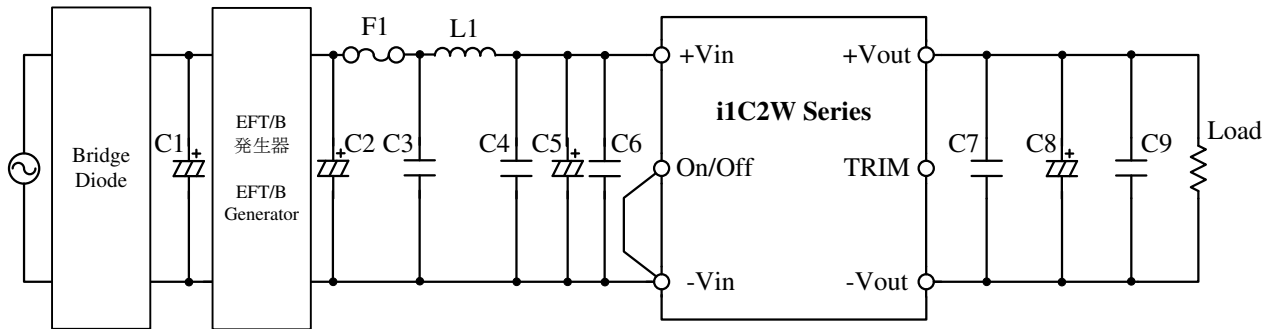 F1
L1
+Vin
+Vout
i1C2W Series
Bridge
Diode
C1
+
EFT/B
発生器
EFT/B
Generator
+
C2
C3
C4
C5
+
C6
On/Off
TRIM
C7
C8
+
C9
Load
-Vin
-Vout